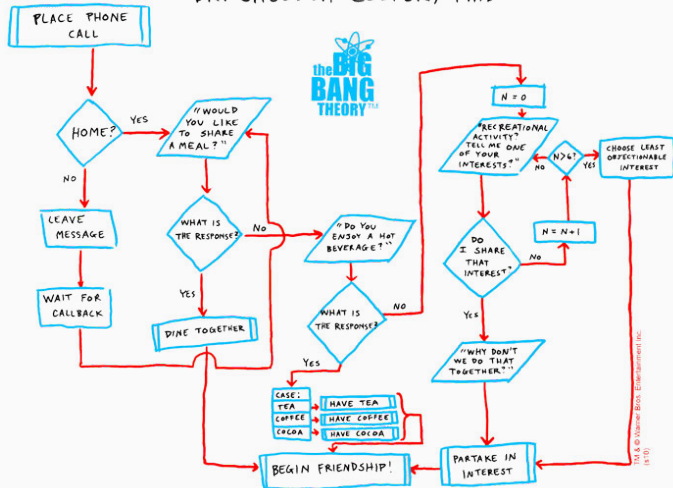 PLACE PHONE
CALL
the BIG
BANG
THEORY
HOME?
YES
NO
"WOULD
YOU LIKE
TO SHARE
A MEAL?"
LEAVE
MESSAGE
WAIT FOR
CALLBACK
WHAT IS
THE RESPONSE?
NO
YES
DINE TOGETHER
"DO YOU
ENJOY A HOT
BEVERAGE?"
WHAT IS
THE RESPONSE?
NO
YES
CASE:
TEA
HAVE TEA
COFFEE
HAVE COFFEE
COCOA
HAVE COCOA
N = 0
"RECREATIONAL
ACTIVITY?
TELL ME ONE
OF YOUR
INTERESTS?"
NO
N>6?
YES
CHOOSE LEAST
OBJECTIONABLE
INTEREST
N = N+1
DO
I SHARE
THAT
INTEREST"
NO
YES
"WHY DON'T
WE DO THAT
TOGETHER?"
PARTAKE IN
INTEREST
BEGIN FRIENDSHIP!
TM & © Warner Bros. Entertainment Inc.
(s10)